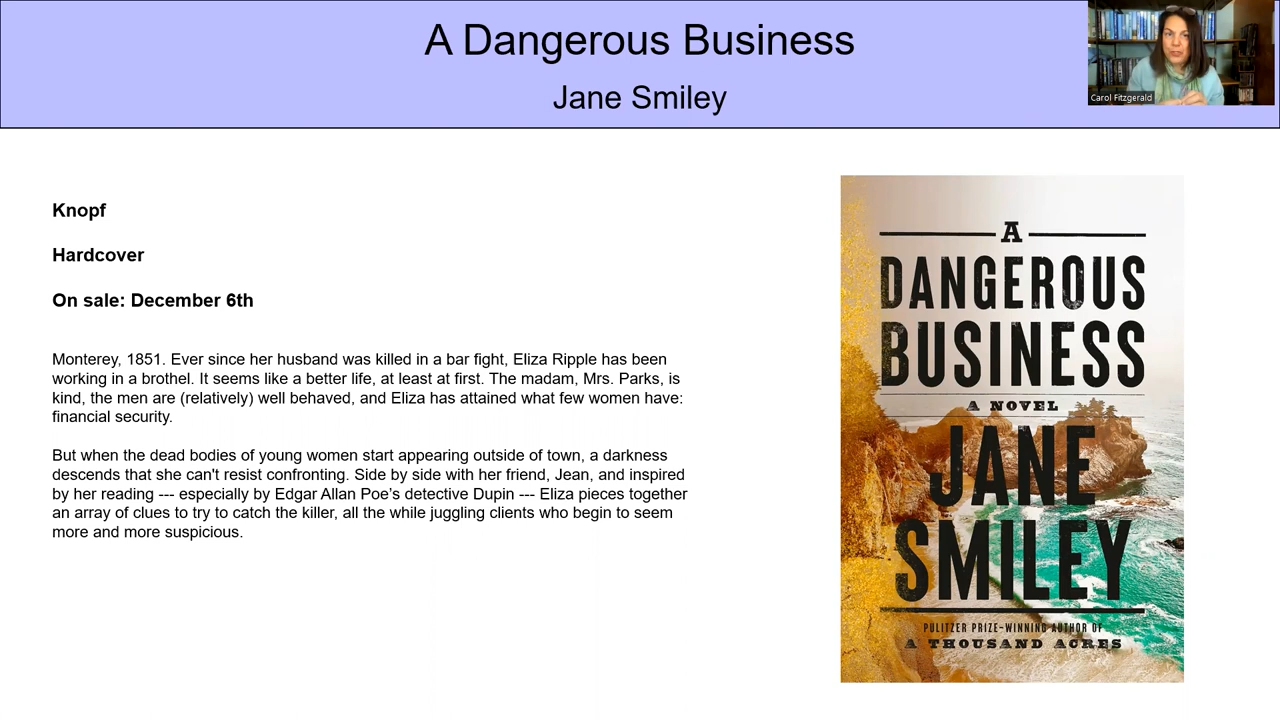 A Dangerous Business
Jane Smiley
Carol Fitzgerald
Knopf
Hardcover
On sale: December 6th
Monterey, 1851. Ever since her husband was killed in a bar fight, Eliza Ripple has been
working in a brothel. It seems like a better life, at least at first. The madam, Mrs. Parks, is
kind, the men are (relatively) well behaved, and Eliza has attained what few women have:
financial security.
But when the dead bodies of young women start appearing outside of town, a darkness
descends that she can't resist confronting. Side by side with her friend, Jean, and inspired
by her reading --- especially by Edgar Allan Poe’s detective Dupin --- Eliza pieces together
an array of clues to try to catch the killer, all the while juggling clients who begin to seem
more and more suspicious.
A
DANGEROUS
BUSINESS
A NOVEL
JANE
SMILEY
PULITZER PRIZE–WINNING AUTHOR OF
A THOUSAND ACRES